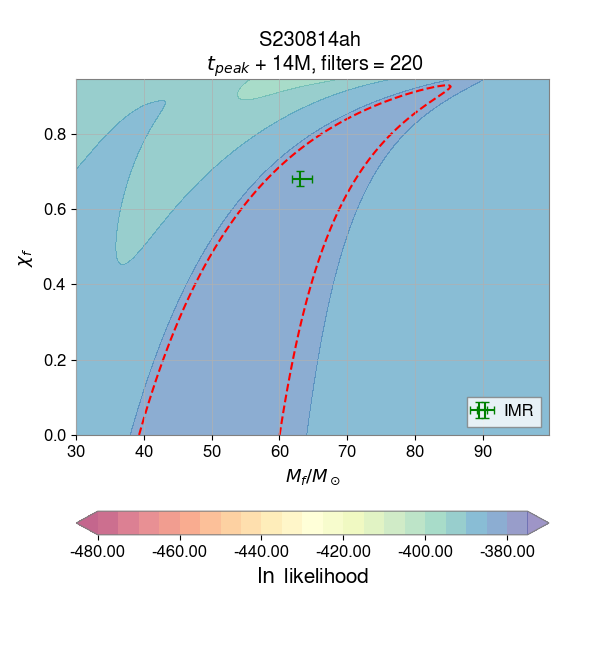 S230814ah
t_peak + 14M, filters = 220
χ_f
0.8
0.6
0.4
0.2
0.0
30 40 50 60 70 80 90
M_f/M_⊙
IMR
-480.00 -460.00 -440.00 -420.00 -400.00 -380.00
ln likelihood